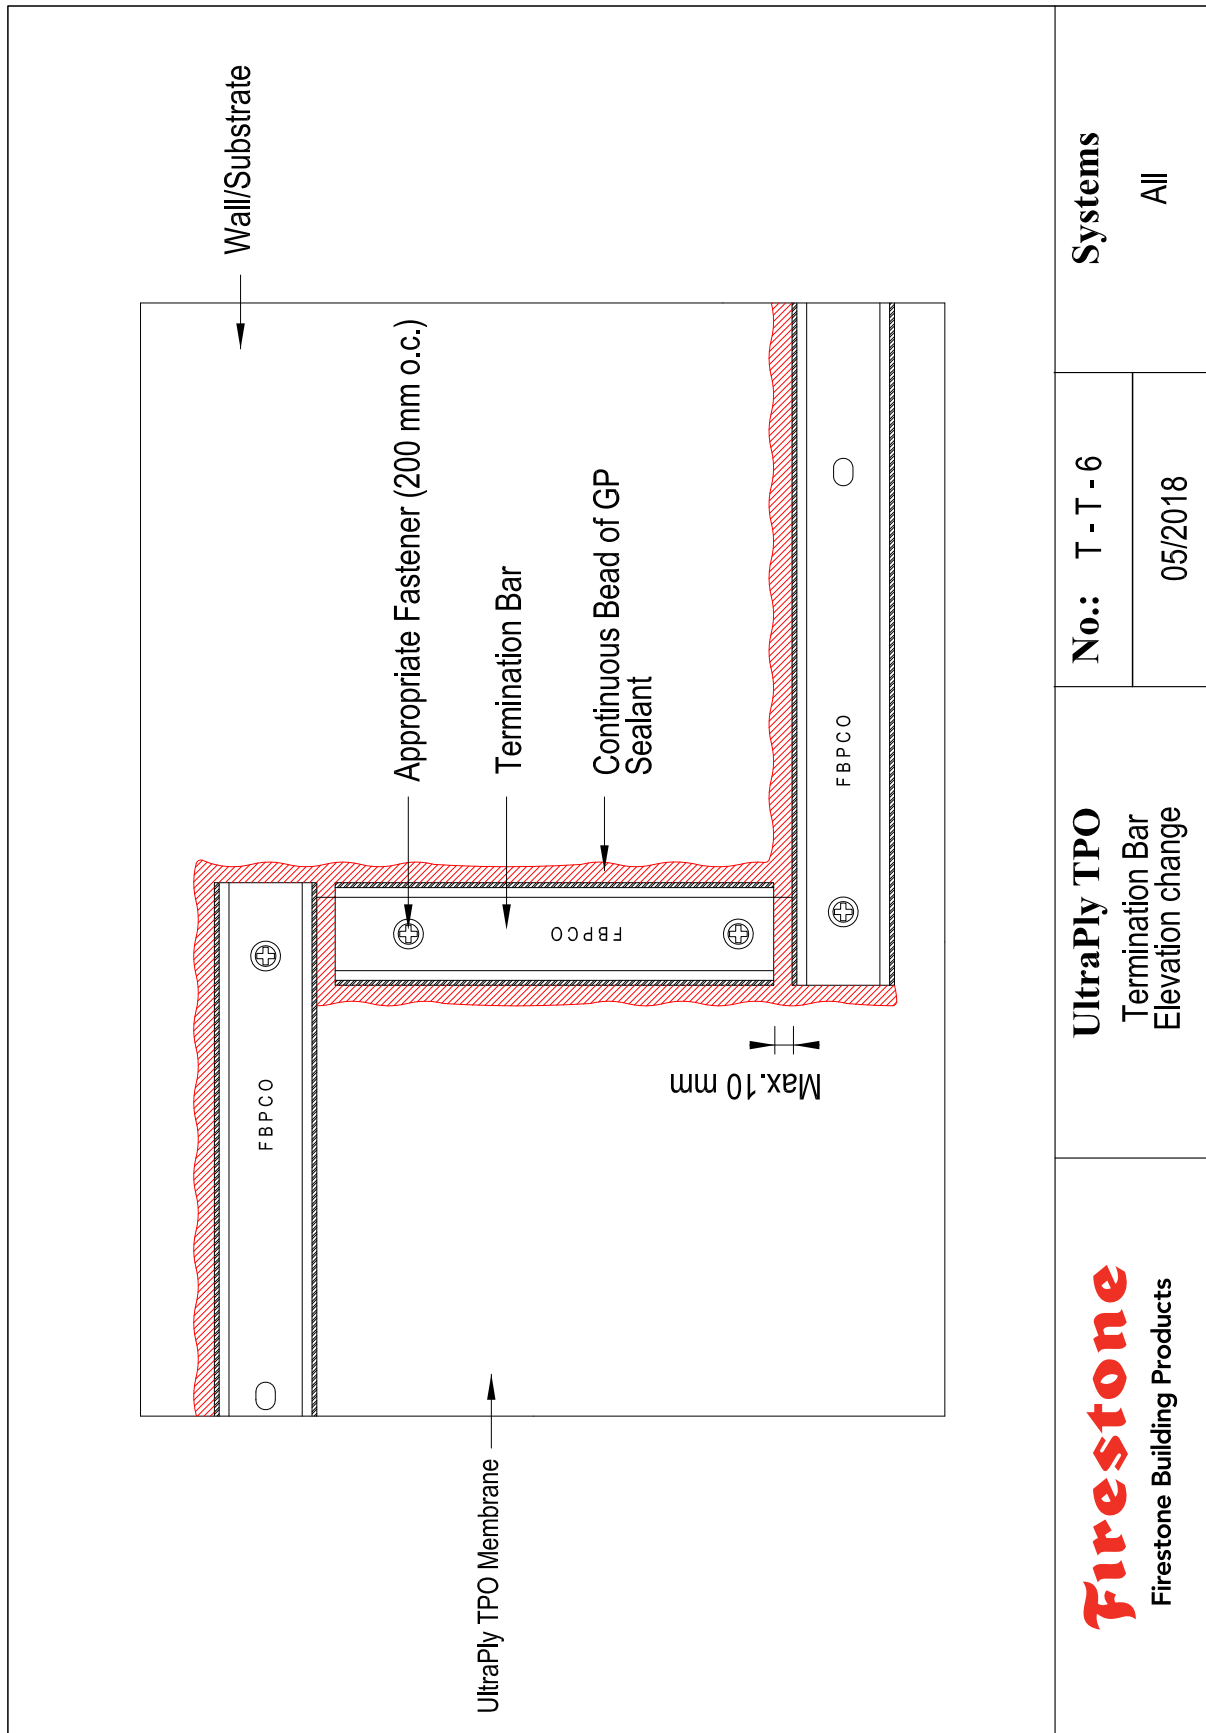 Wall/Substrate
Appropriate Fastener (200 mm o.c.)
Termination Bar
Continuous Bead of GP
Sealant
FBPCO
FBPCO
FBPCO
Max.10 mm
UltraPly TPO Membrane
Firestone
Firestone Building Products
UltraPly TPO
Termination Bar
Elevation change
No.: T - T - 6
05/2018
Systems
All